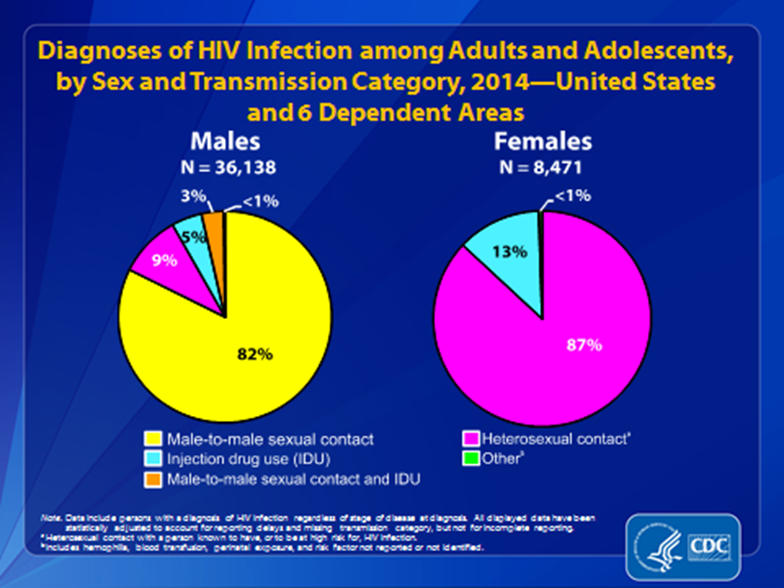 Diagnoses of HIV Infection among Adults and Adolescents,
by Sex and Transmission Category, 2014—United States
and 6 Dependent Areas
Males
N = 36,138
Females
N = 8,471
3%
<1%
5%
9%
82%
<1%
13%
87%
Male-to-male sexual contact
Injection drug use (IDU)
Male-to-male sexual contact and IDU
Heterosexual contact
Other
Note. Data include persons with a diagnosis of HIV infection regardless of stage of disease at diagnosis. All displayed data have been
statistically adjusted to account for reporting delays and missing transmission category, but not for incomplete reporting.
Heterosexual contact with a person known to have, or to be at high risk for, HIV infection.
Includes hemophilia, blood transfusion, perinatal exposure, and risk factor not reported or not identified.
CDC